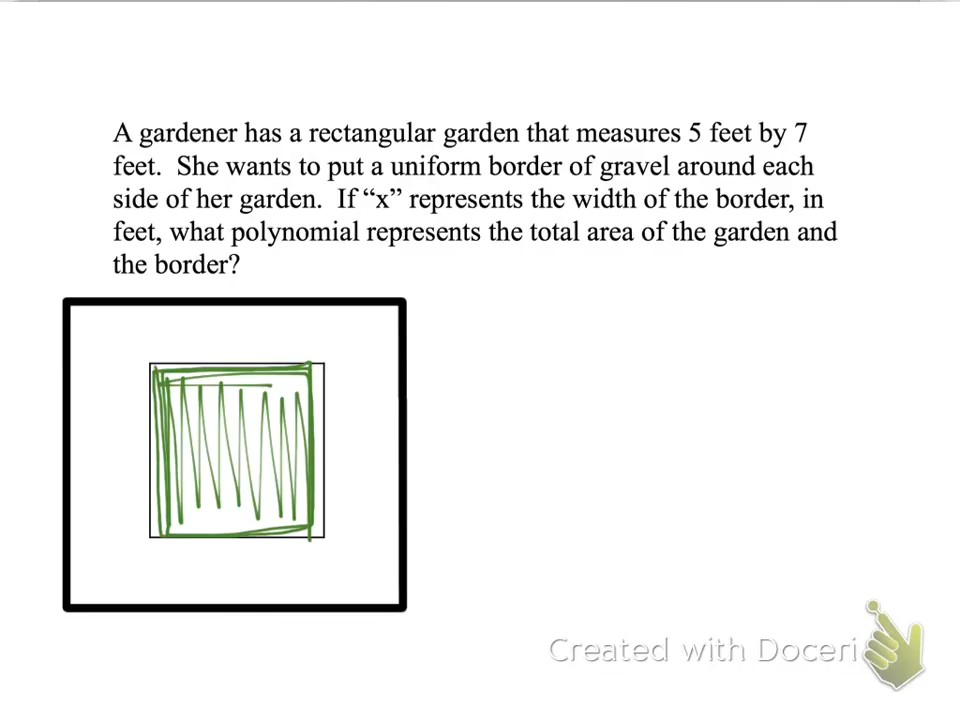 A gardener has a rectangular garden that measures 5 feet by 7
feet.  She wants to put a uniform border of gravel around each
side of her garden.  If “x” represents the width of the border, in
feet, what polynomial represents the total area of the garden and
the border?
Created with Doceri